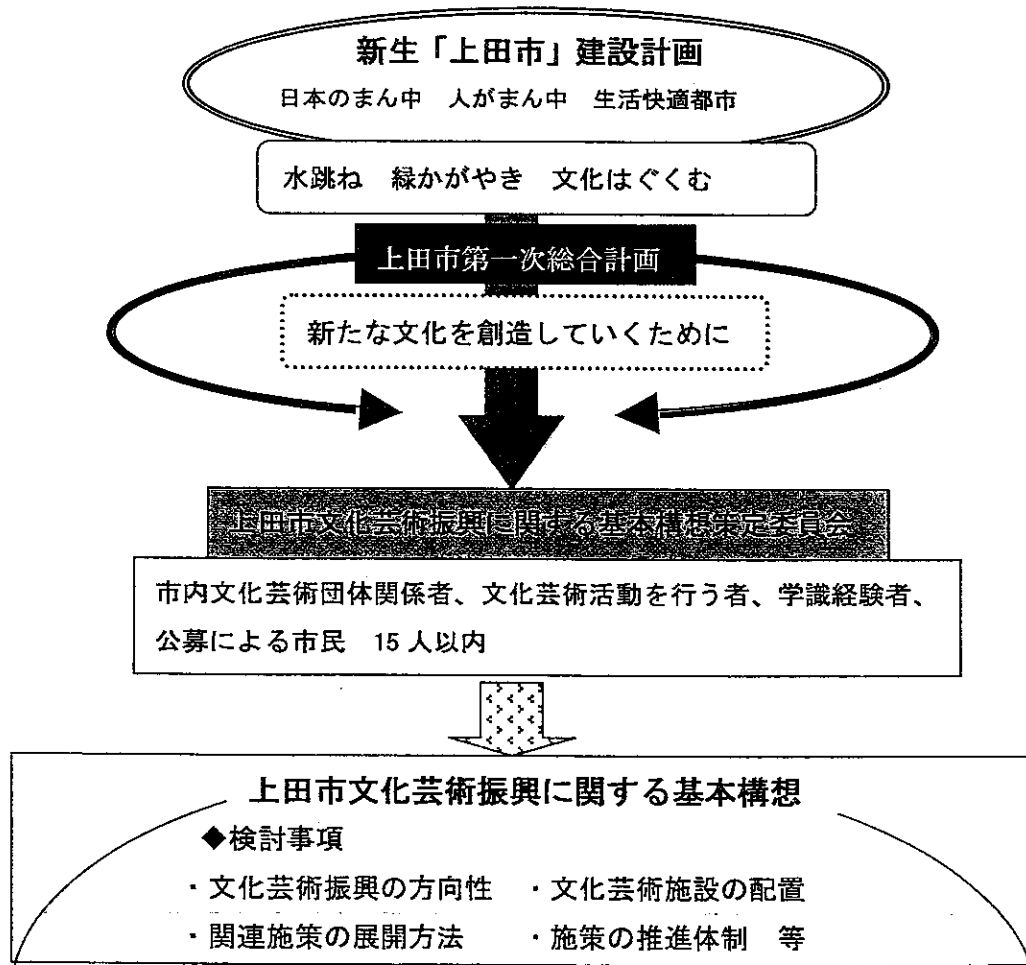 新生「上田市」建設計画
日本のまん中　人がまん中　生活快適都市
水跳ね　緑かがやき　文化はぐくむ
上田市第一次総合計画
新たな文化を創造していくために
上田市文化芸術振興に関する基本構想策定委員会
市内文化芸術団体関係者、文化芸術活動を行う者、学識経験者、
公募による市民　15 人以内
上田市文化芸術振興に関する基本構想
◆検討事項
・文化芸術振興の方向性　・文化芸術施設の配置
・関連施策の展開方法　・施策の推進体制　等